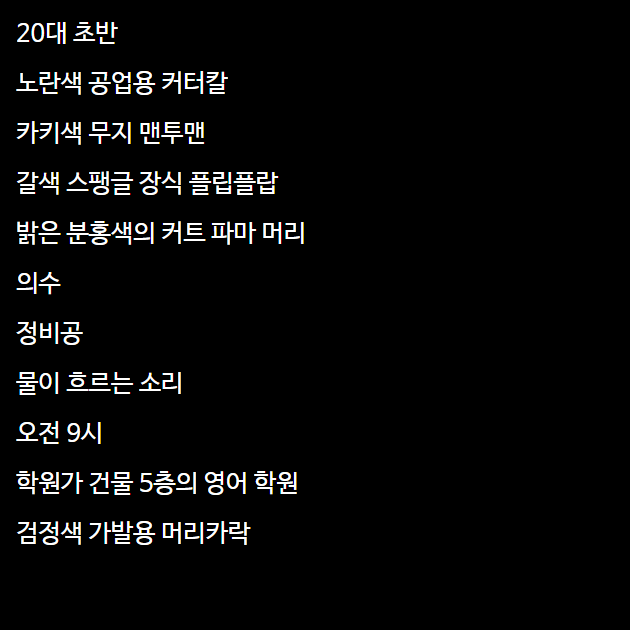 20대 초반
노란색 공업용 커터칼
카키색 무지 맨투맨
갈색 스팽글 장식 플립플랍
밝은 분홍색의 커트 파마 머리
의수
정비공
물이 흐르는 소리
오전 9시
학원가 건물 5층의 영어 학원
검정색 가발용 머리카락